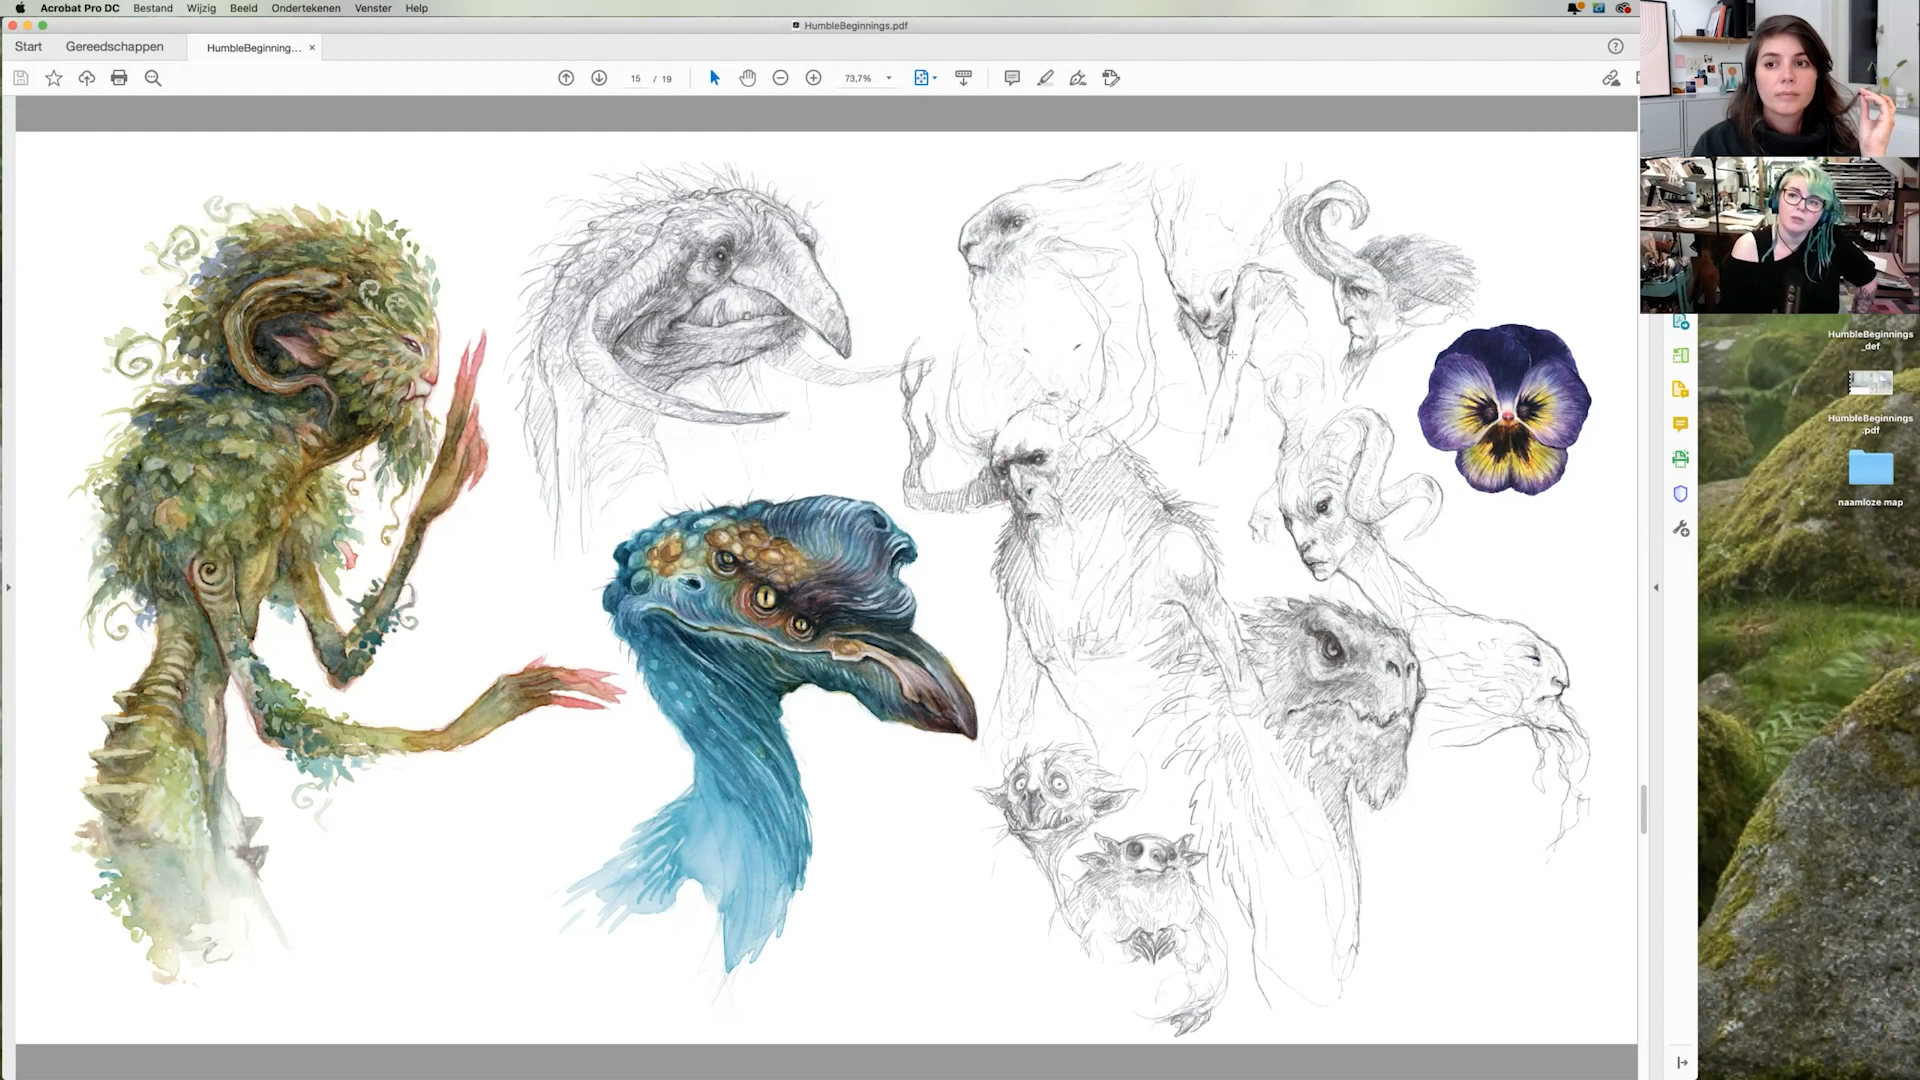 Acrobat Pro DC Bestand Wijzig Beeld Ondertekenen Venster Help
HumbleBeginnings.pdf
Start Gereedschappen HumbleBeginning... ×
15 / 19 73,7%
HumbleBeginnings
_def
HumbleBeginnings
.pdf
naamloze map